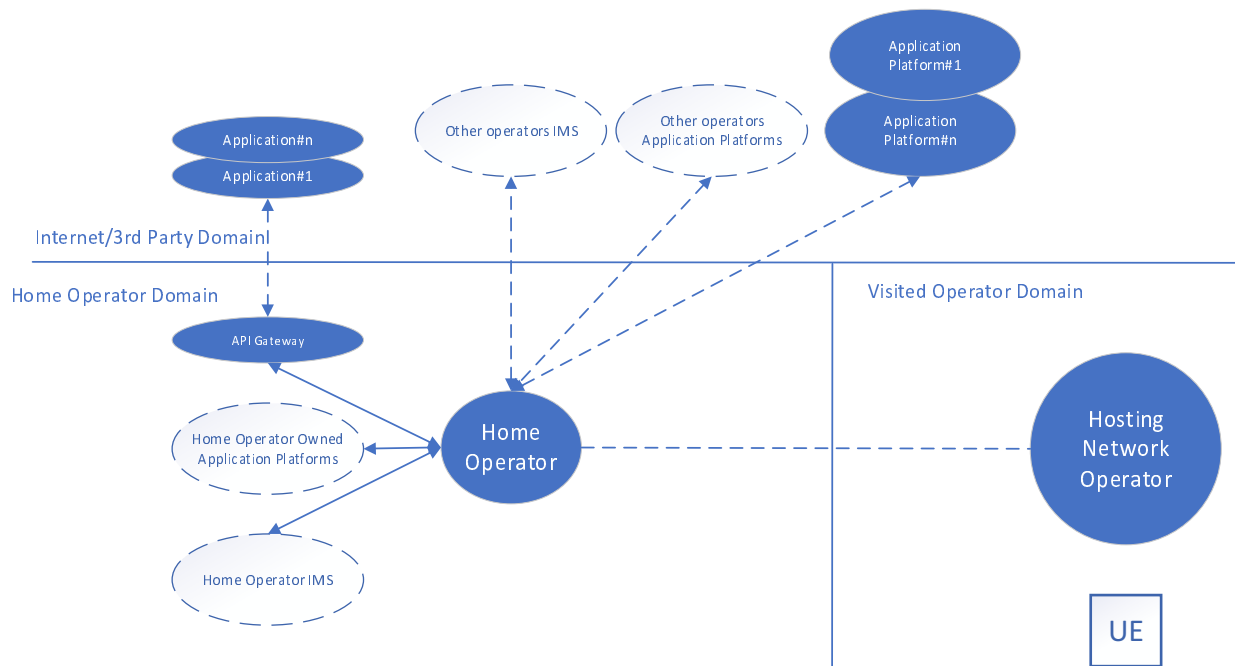 Application
Platform#1
Other operators IMS
Other operators
Application Platforms
Application
Platform#n
Application#n
Application#1
Internet/3rd Party Domain
Home Operator Domain
Visited Operator Domain
API Gateway
Home Operator Owned
Application Platforms
Home
Operator
Hosting
Network
Operator
Home Operator IMS
UE